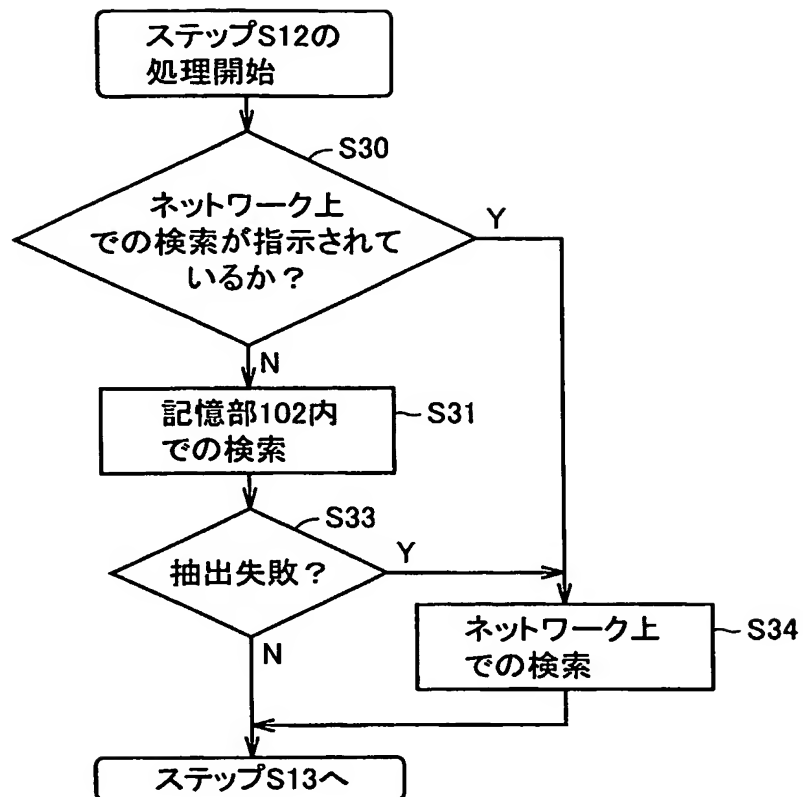 ステップS12の
処理開始
S30
ネットワーク上
での検索が指示されて
いるか？
Y
N
記憶部102内
での検索
S31
S33
抽出失敗？
Y
N
ネットワーク上
での検索
S34
ステップS13へ